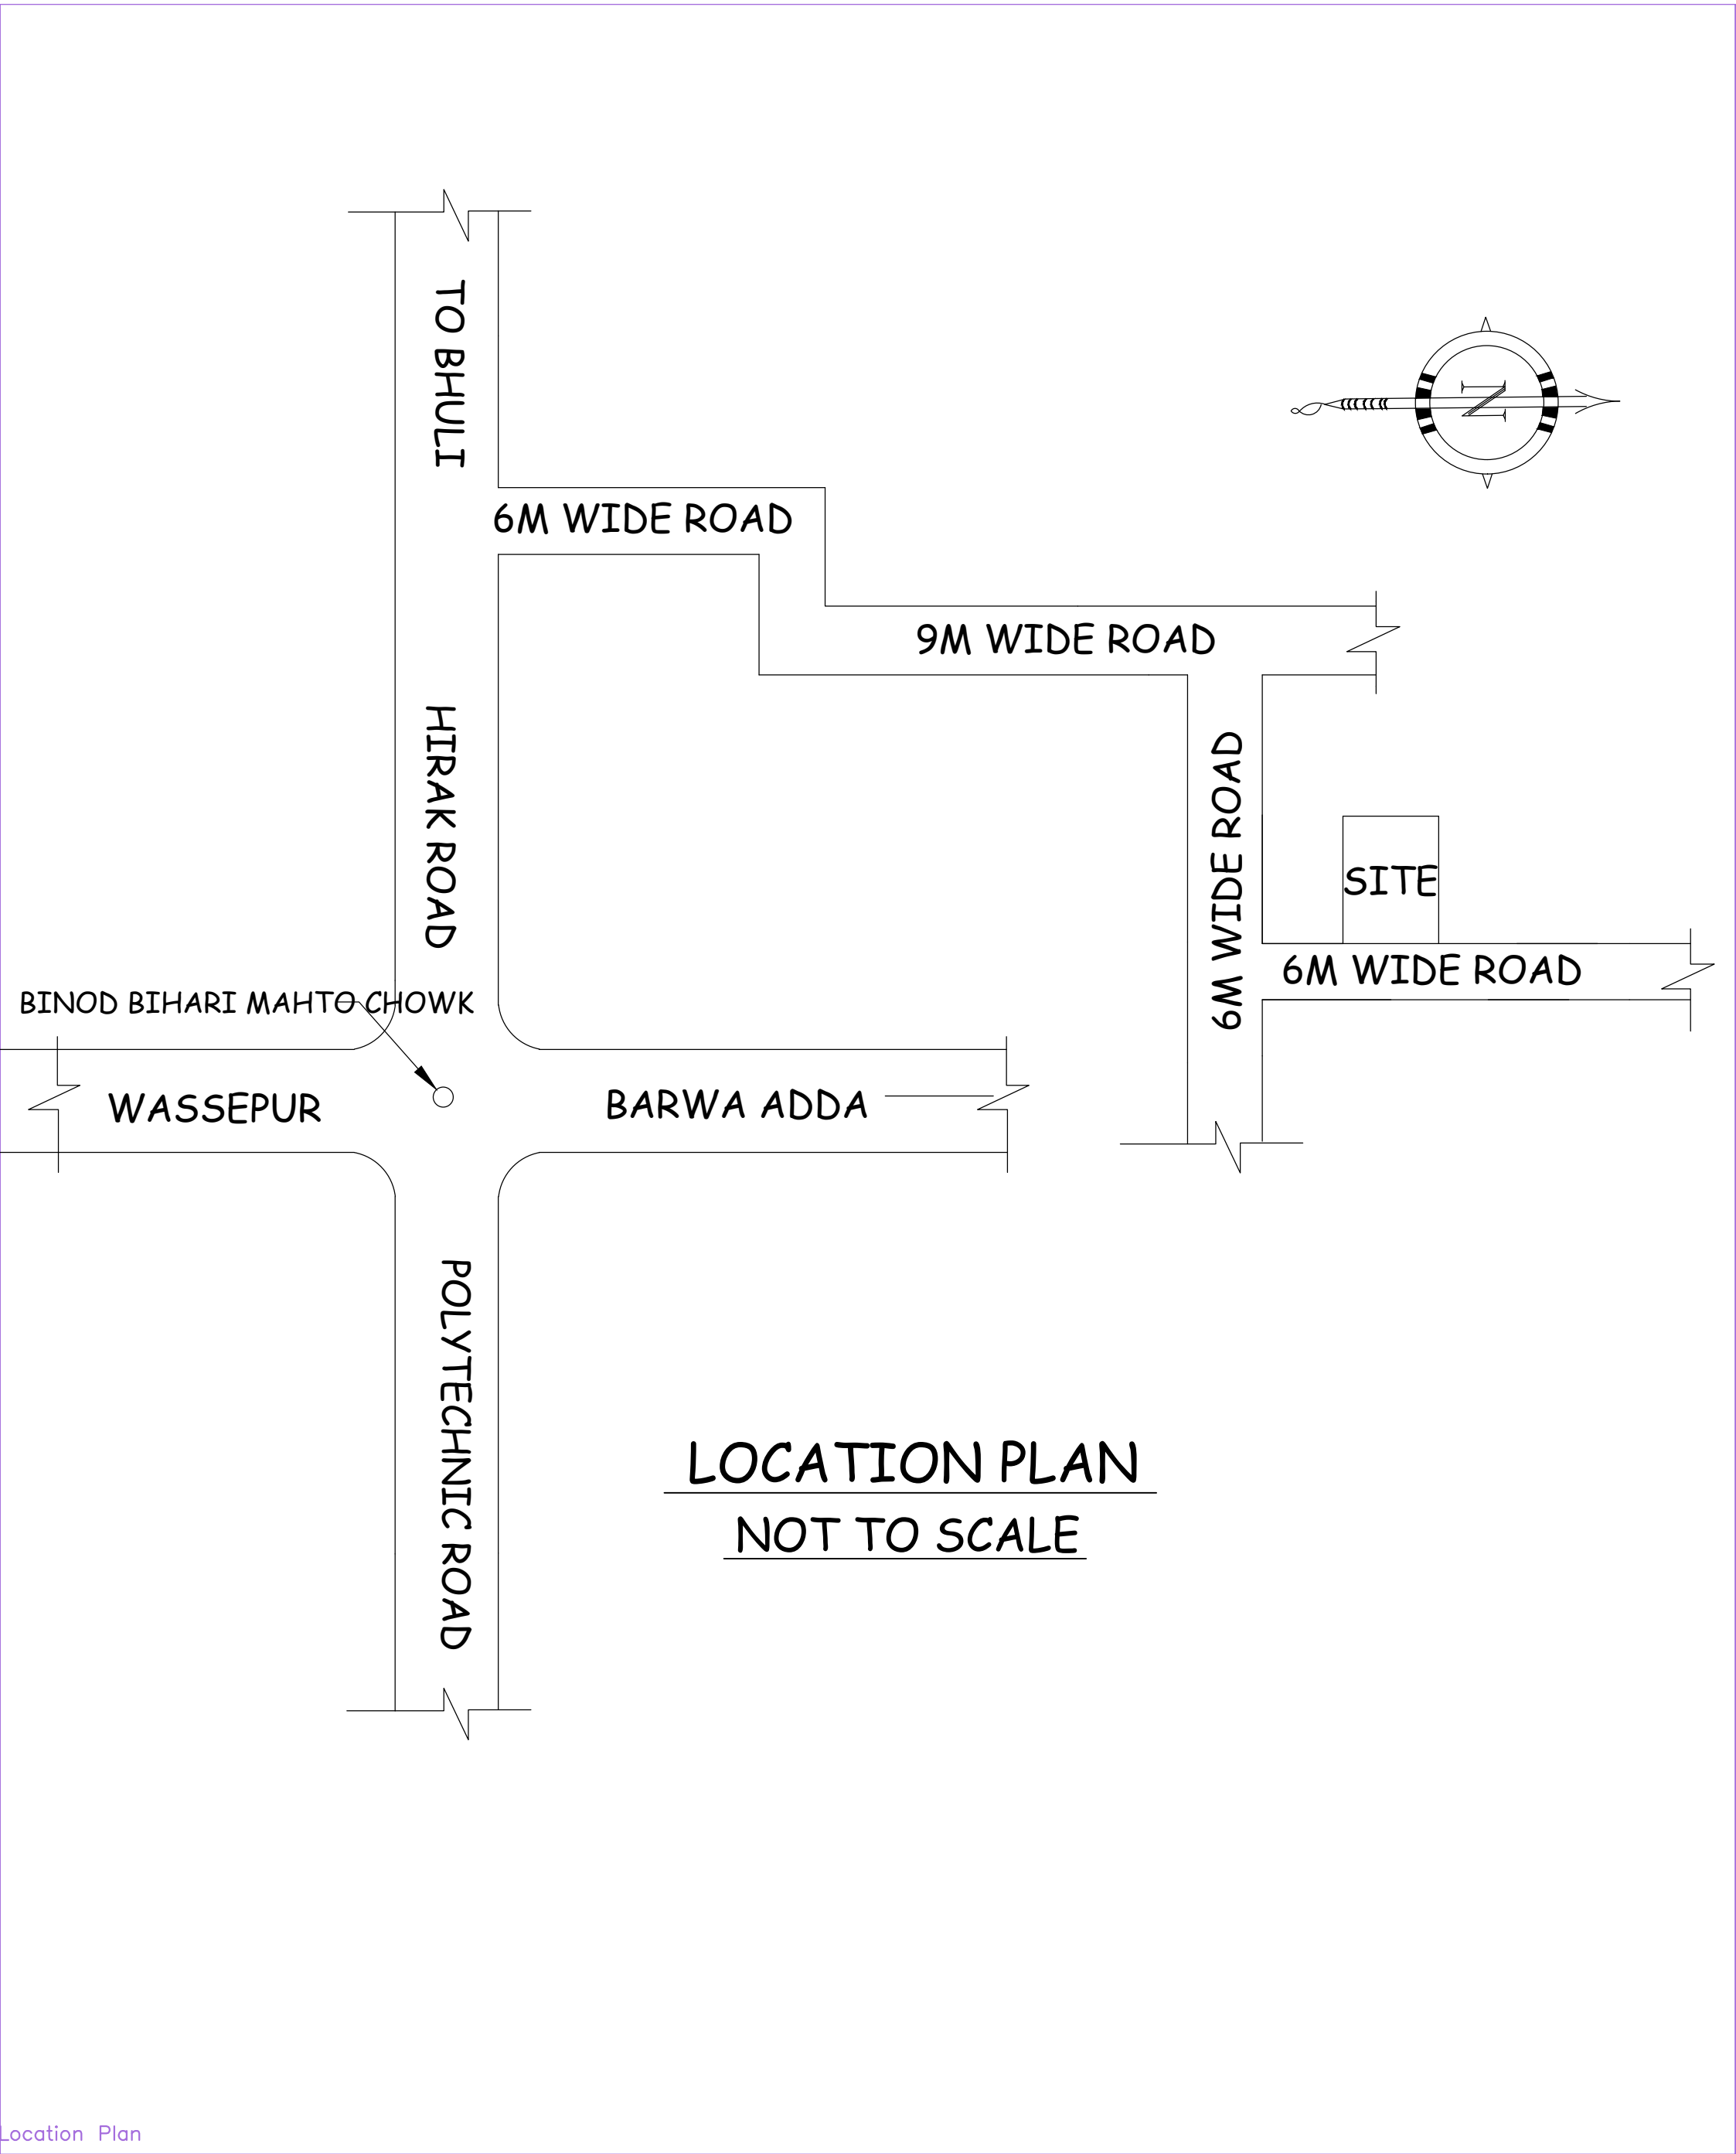 TO BHULI
N
6M WIDE ROAD
9M WIDE ROAD
HIRAK ROAD
6M WIDE ROAD
SITE
6M WIDE ROAD
BINOD BIHARI MAHTO CHOWK
WASSEPUR
BARWA ADDA
POLYTECHNIC ROAD
LOCATION PLAN
NOT TO SCALE
Location Plan